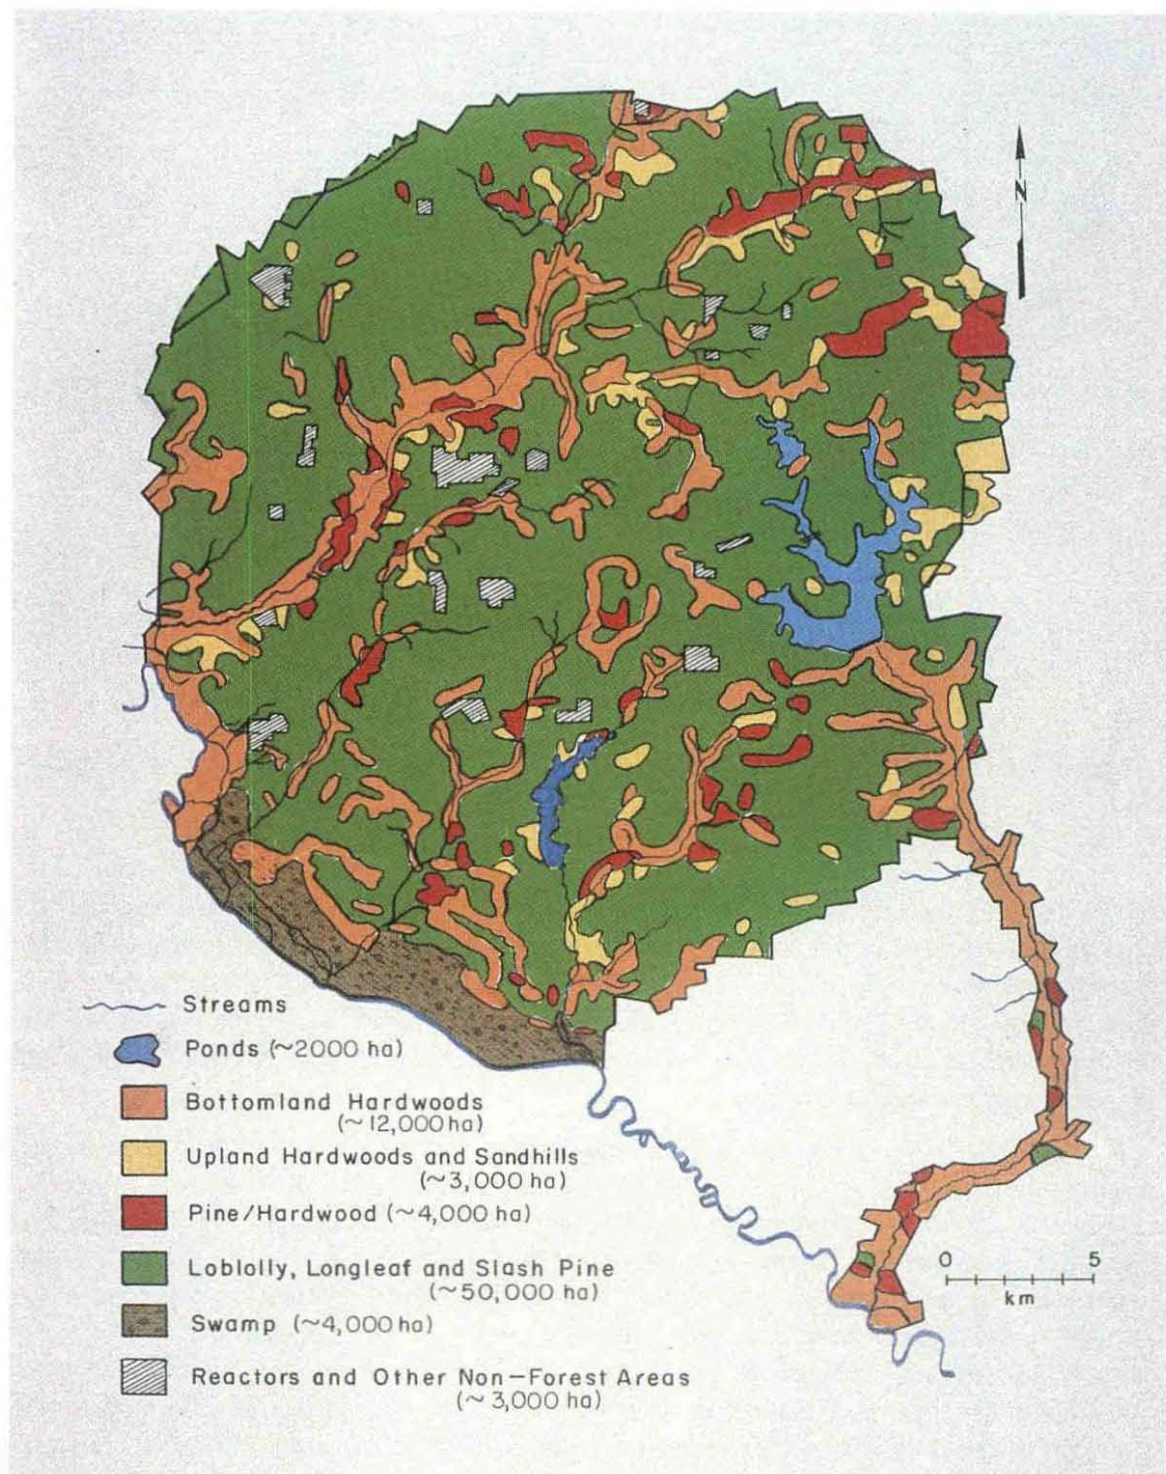 N
Streams
Ponds (~2000 ha)
Bottomland Hardwoods
(~12,000 ha)
Upland Hardwoods and Sandhills
(~3,000 ha)
Pine/Hardwood (~4,000 ha)
Loblolly, Longleaf and Slash Pine
(~50,000 ha)
Swamp (~4,000 ha)
Reactors and Other Non-Forest Areas
(~3,000 ha)
0 5
km